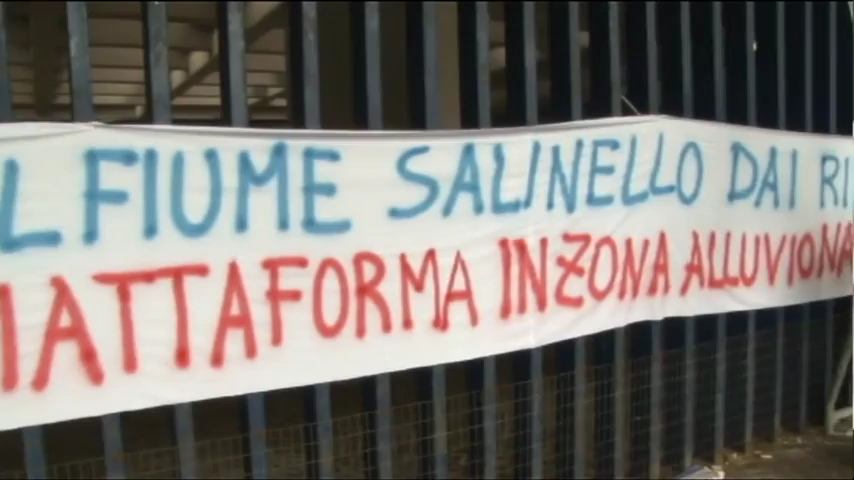 L FIUME SALINELLO DAI RI
IATTAFORMA IN ZONA ALLUVIONA